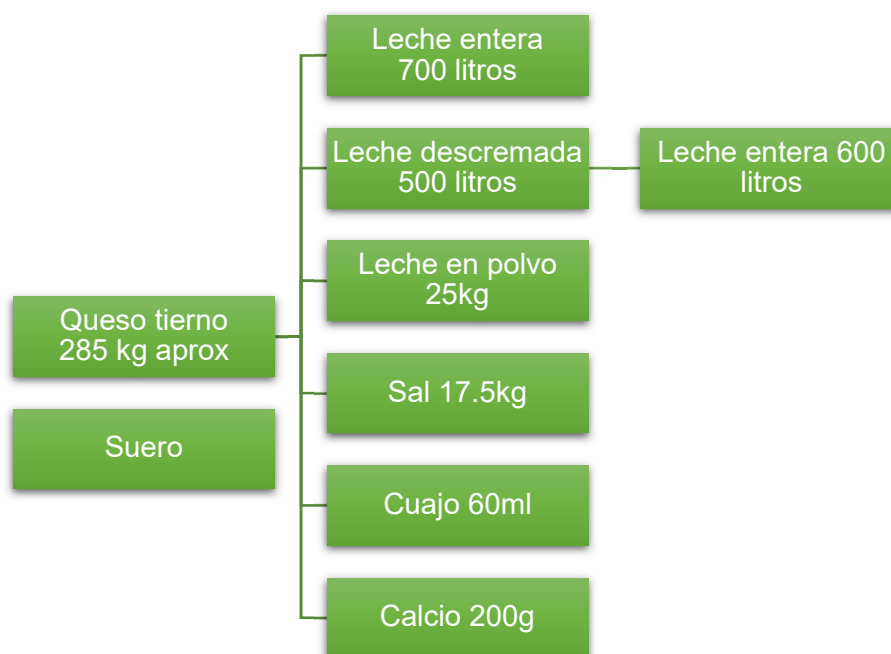 Leche entera
700 litros
Leche descremada
500 litros
Leche entera 600
litros
Leche en polvo
25kg
Queso tierno
285 kg aprox
Sal 17.5kg
Suero
Cuajo 60ml
Calcio 200g